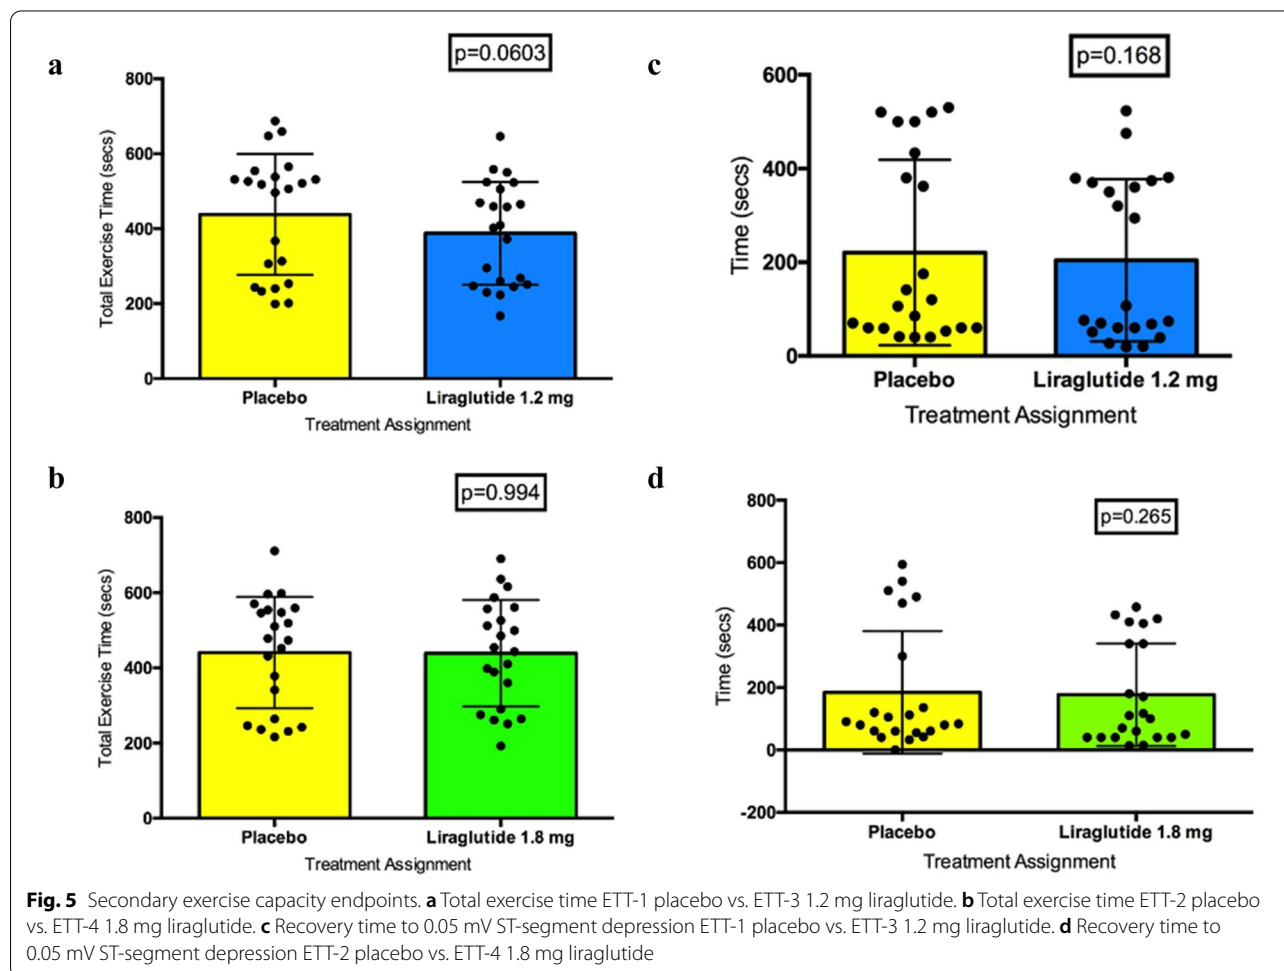 a
p=0.0603
800
600
400
200
0
Total Exercise Time (secs)
Placebo
Liraglutide 1.2 mg
Treatment Assignment
c
p=0.168
600
400
200
0
Time (secs)
Placebo
Liraglutide 1.2 mg
Treatment Assignment
b
p=0.994
800
600
400
200
0
Total Exercise Time (secs)
Placebo
Liraglutide 1.8 mg
Treatment Assignment
d
p=0.265
800
600
400
200
0
-200
Time (secs)
Placebo
Liraglutide 1.8 mg
Treatment Assignment
Fig. 5 Secondary exercise capacity endpoints. a Total exercise time ETT-1 placebo vs. ETT-3 1.2 mg liraglutide. b Total exercise time ETT-2 placebo
vs. ETT-4 1.8 mg liraglutide. c Recovery time to 0.05 mV ST-segment depression ETT-1 placebo vs. ETT-3 1.2 mg liraglutide. d Recovery time to
0.05 mV ST-segment depression ETT-2 placebo vs. ETT-4 1.8 mg liraglutide